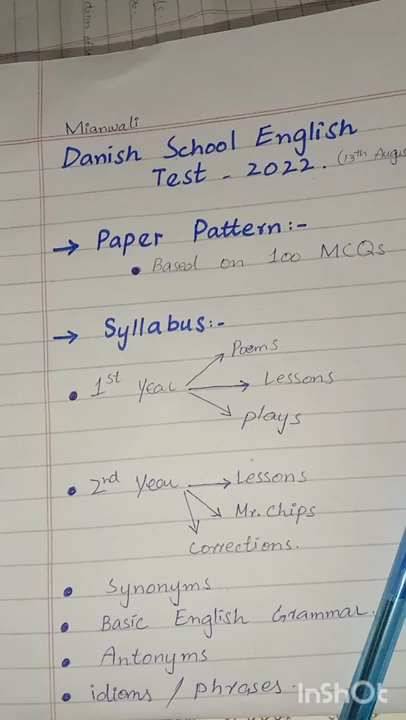 Mianwali
Danish School English
Test - 2022. (13th Augus
→ Paper Pattern:-
• Based on 100 MCQs
→ Syllabus:-
Poems
• 1st Year → Lessons
Plays
• 2nd Year → Lessons
Mr. Chips
Corrections.
• Synonyms
• Basic English Grammar.
• Antonyms
• idioms / phrases.
InShOt